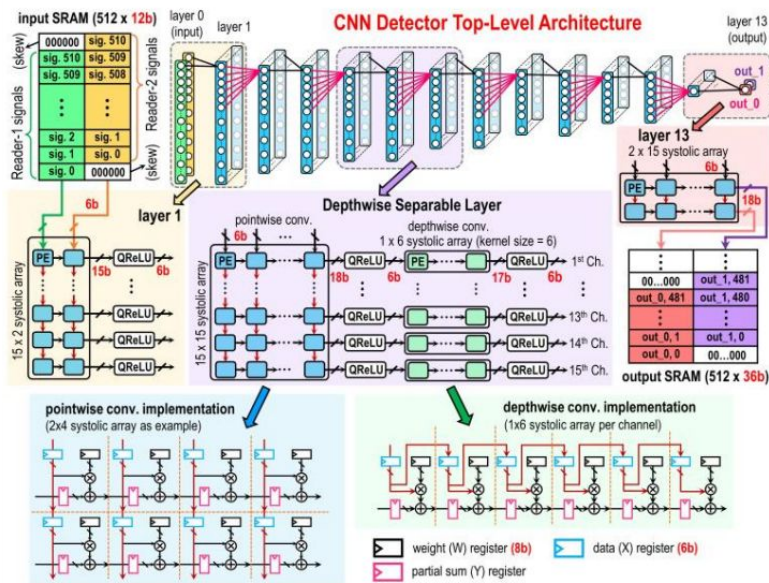 CNN Detector Top-Level Architecture
input SRAM (512 x 12b)
(skew)
000000
sig. 510
sig. 510
sig. 509
sig. 509
sig. 508
Reader-1 signals
Reader-2 signals
sig. 2
sig. 1
sig. 1
sig. 0
sig. 0
000000
(skew)
layer 0
(input)
layer 1
layer 13
(output)
out_1
out_0
6b
layer 1
15 x 2 systolic array
PE
15b
QReLU
6b
QReLU
QReLU
QReLU
Depthwise Separable Layer
pointwise conv.
depthwise conv.
1 x 6 systolic array (kernel size = 6)
6b
15 x 15 systolic array
PE
18b
QReLU
6b
PE
17b
QReLU
6b
1st Ch.
QReLU
QReLU
13th Ch.
QReLU
QReLU
14th Ch.
QReLU
QReLU
15th Ch.
layer 13
2 x 15 systolic array
6b
PE
18b
00...000
out_1, 481
out_0, 481
out_1, 480
out_0, 1
out_1, 0
out_0, 0
00...000
output SRAM (512 x 36b)
pointwise conv. implementation
(2x4 systolic array as example)
depthwise conv. implementation
(1x6 systolic array per channel)
weight (W) register (8b)
data (X) register (6b)
partial sum (Y) register